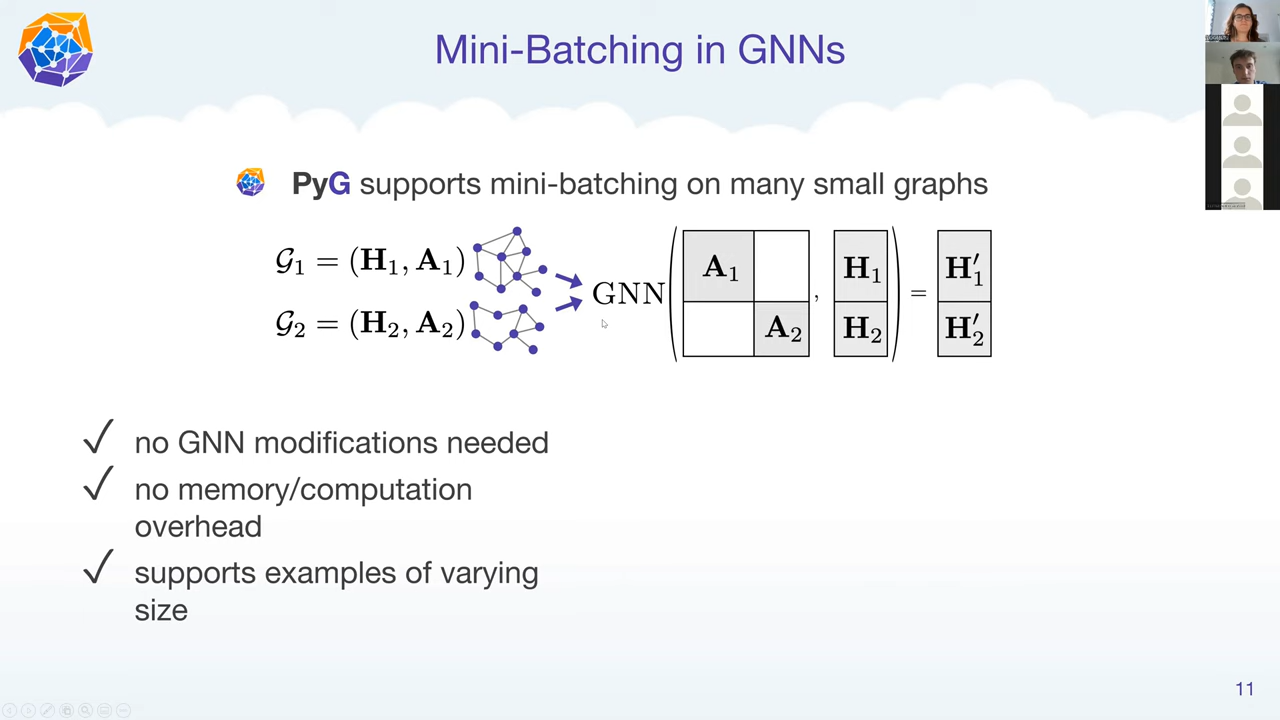 Mini-Batching in GNNs
PyG supports mini-batching on many small graphs
𝒢₁ = (H₁, A₁)
𝒢₂ = (H₂, A₂)
GNN(
A₁
A₂
,
H₁
H₂
) =
H′₁
H′₂
✓ no GNN modifications needed
✓ no memory/computation
overhead
✓ supports examples of varying
size
11